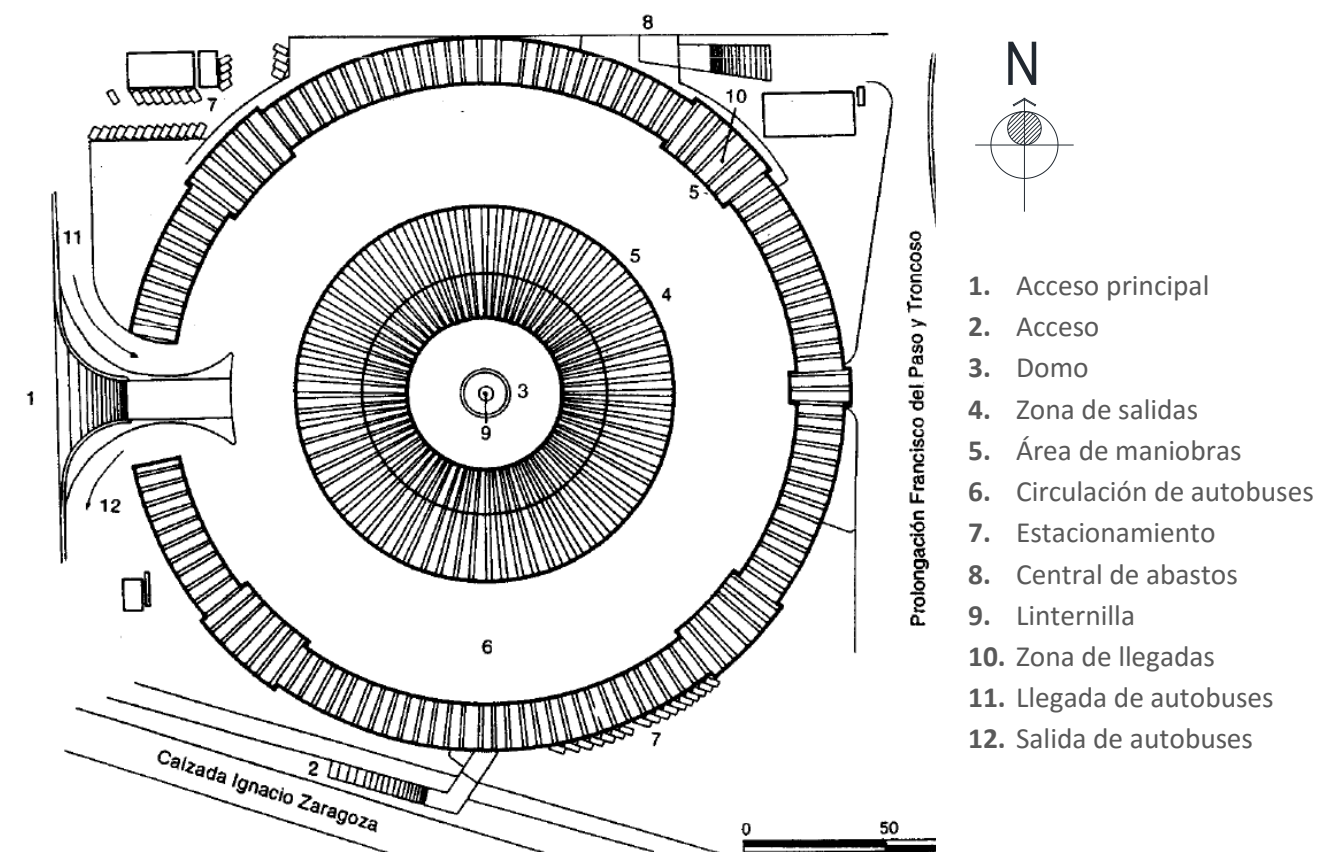 8
N
7
10
5
11
5
4
1
3
9
12
6
7
2
Calzada Ignacio Zaragoza
Prolongación Francisco del Paso y Troncoso
0 50
1. Acceso principal
2. Acceso
3. Domo
4. Zona de salidas
5. Área de maniobras
6. Circulación de autobuses
7. Estacionamiento
8. Central de abastos
9. Linternilla
10. Zona de llegadas
11. Llegada de autobuses
12. Salida de autobuses